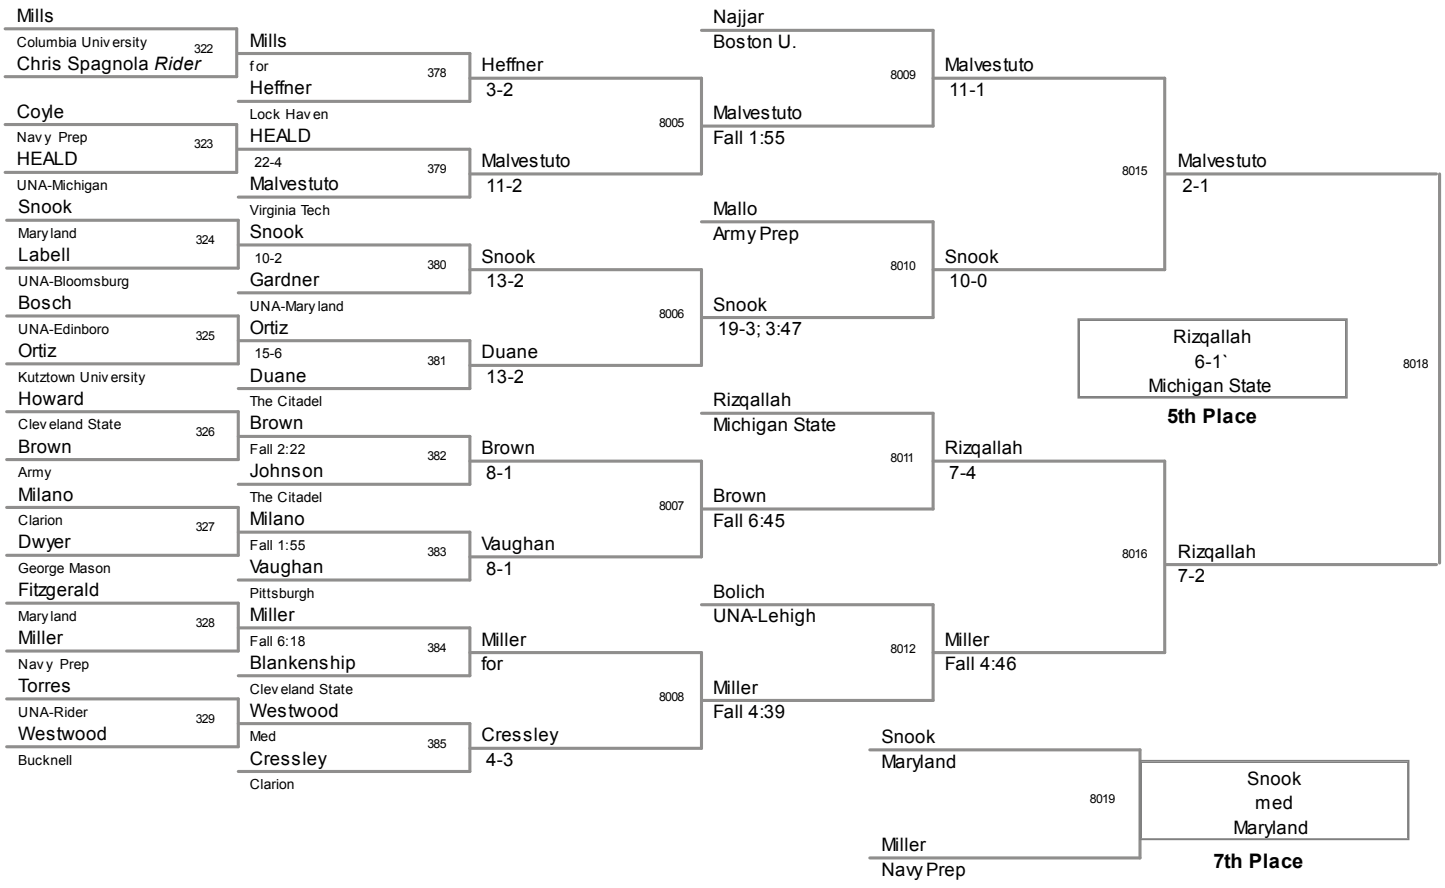 Mills
Columbia University
322
Chris Spagnola Rider
Coyle
Navy Prep
323
HEALD
UNA-Michigan
Snook
Maryland
324
Labell
UNA-Bloomsburg
Bosch
UNA-Edinboro
325
Ortiz
Kutztown University
Howard
Cleveland State
326
Brown
Army
Milano
Clarion
327
Dwyer
George Mason
Fitzgerald
Maryland
328
Miller
Navy Prep
Torres
UNA-Rider
329
Westwood
Bucknell
Mills
for
378
Heffner
Lock Haven
HEALD
22-4
379
Malvestuto
Virginia Tech
Snook
10-2
380
Gardner
UNA-Maryland
Ortiz
15-6
381
Duane
The Citadel
Brown
Fall 2:22
382
Johnson
The Citadel
Milano
Fall 1:55
383
Vaughan
Pittsburgh
Miller
Fall 6:18
384
Blankenship
Cleveland State
Westwood
Med
385
Cressley
Clarion
Heffner
3-2
8005
Malvestuto
11-2
Snook
13-2
8006
Duane
13-2
Brown
8-1
8007
Vaughan
8-1
Miller
for
8008
Cressley
4-3
Najjar
Boston U.
8009
Malvestuto
Fall 1:55
Mallo
Army Prep
8010
Snook
19-3; 3:47
Rizqallah
Michigan State
8011
Brown
Fall 6:45
Bolich
UNA-Lehigh
8012
Miller
Fall 4:39
Malvestuto
11-1
8015
Snook
10-0
Rizqallah
7-4
8016
Miller
Fall 4:46
Malvestuto
2-1
8018
Rizqallah
7-2
Rizqallah
6-1`
Michigan State
5th Place
Snook
Maryland
8019
Miller
Navy Prep
Snook
med
Maryland
7th Place